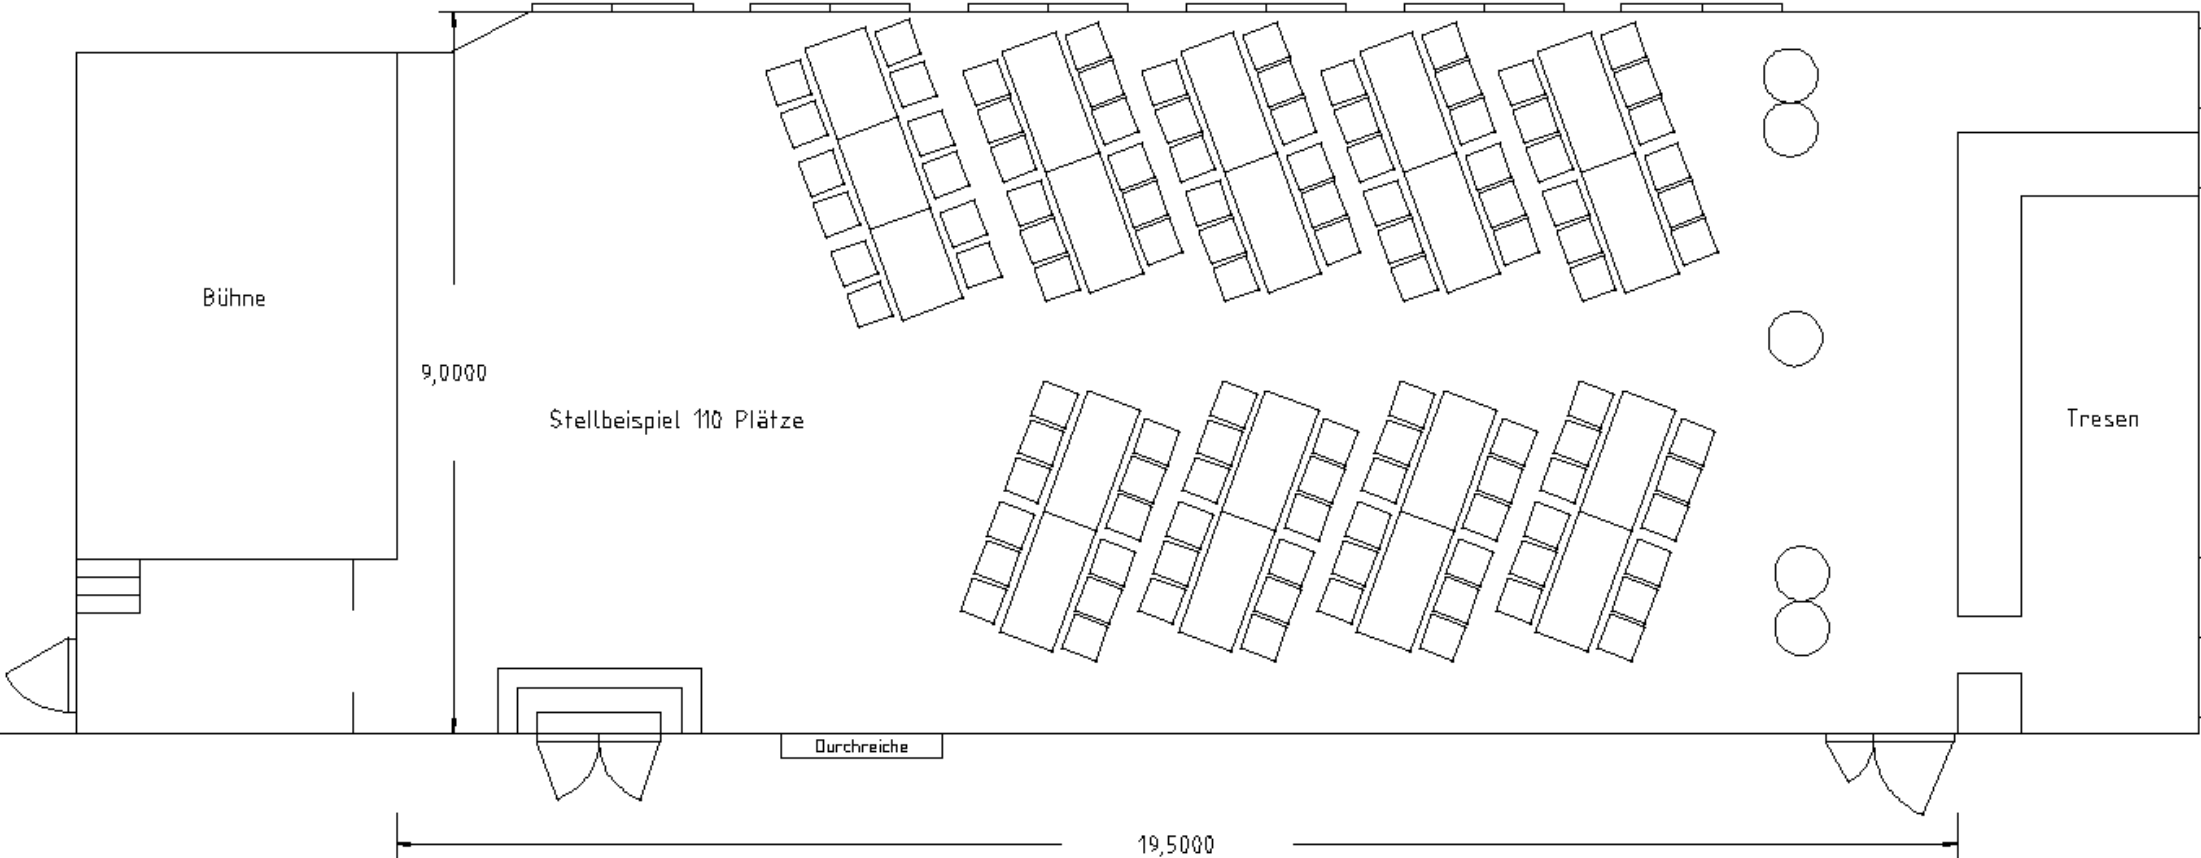 Bühne
9,0000
Stellbeispiel 110 Plätze
Tresen
Durchreiche
19,5000